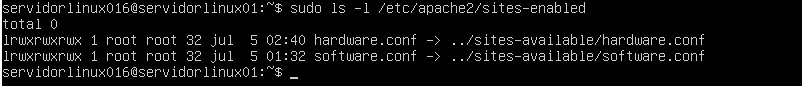 servidorlinux016@servidorlinux01:~$ sudo ls -l /etc/apache2/sites-enabled
total 0
lrwxrwxrwx 1 root root 32 jul  5 02:40 hardware.conf -> ../sites-available/hardware.conf
lrwxrwxrwx 1 root root 32 jul  5 01:32 software.conf -> ../sites-available/software.conf
servidorlinux016@servidorlinux01:~$ _